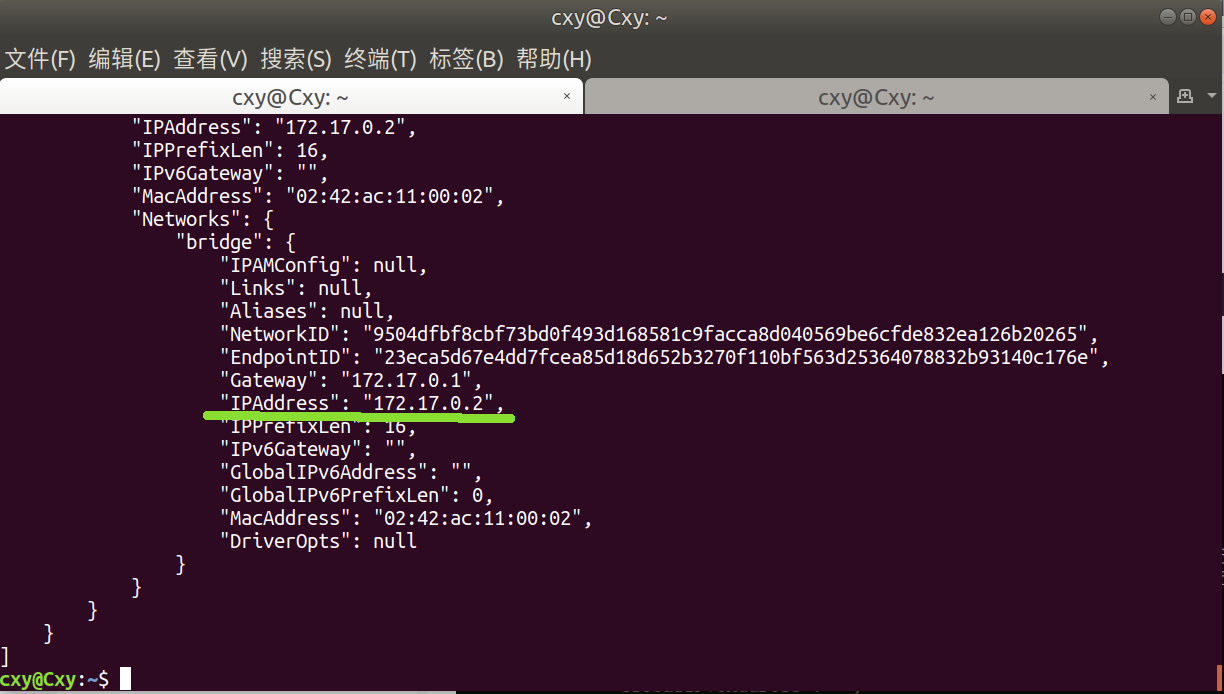 cxy@Cxy: ~
文件(F) 编辑(E) 查看(V) 搜索(S) 终端(T) 标签(B) 帮助(H)
cxy@Cxy: ~ × cxy@Cxy: ~ ×
"IPAddress": "172.17.0.2",
"IPPrefixLen": 16,
"IPv6Gateway": "",
"MacAddress": "02:42:ac:11:00:02",
"Networks": {
"bridge": {
"IPAMConfig": null,
"Links": null,
"Aliases": null,
"NetworkID": "9504dfbf8cbf73bd0f493d168581c9facca8d040569be6cfde832ea126b20265",
"EndpointID": "23eca5d67e4dd7fcea85d18d652b3270f110bf563d25364078832b93140c176e",
"Gateway": "172.17.0.1",
"IPAddress": "172.17.0.2",
"IPPrefixLen": 16,
"IPv6Gateway": "",
"GlobalIPv6Address": "",
"GlobalIPv6PrefixLen": 0,
"MacAddress": "02:42:ac:11:00:02",
"DriverOpts": null
}
}
}
}
]
cxy@Cxy:~$